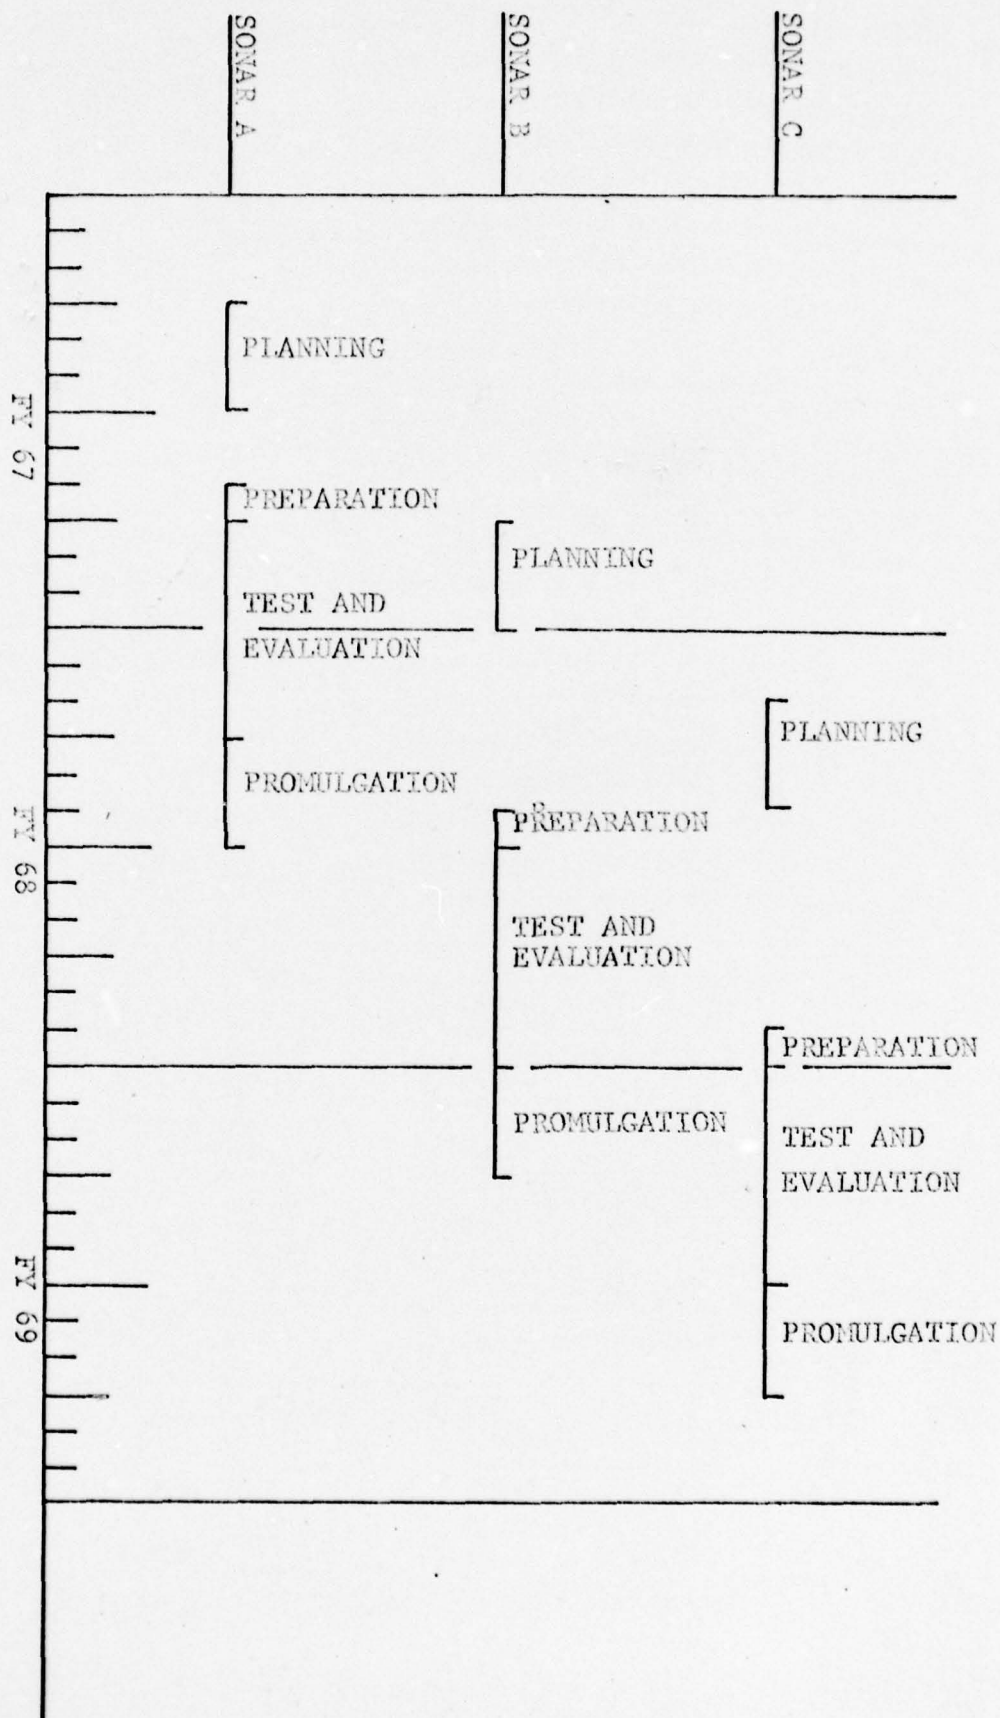 SONAR A
SONAR B
SONAR C
FY 67
FY 68
FY 69
PLANNING
PREPARATION
TEST AND
EVALUATION
PROMULGATION
PLANNING
PREPARATION
TEST AND
EVALUATION
PROMULGATION
PLANNING
PREPARATION
TEST AND
EVALUATION
PROMULGATION